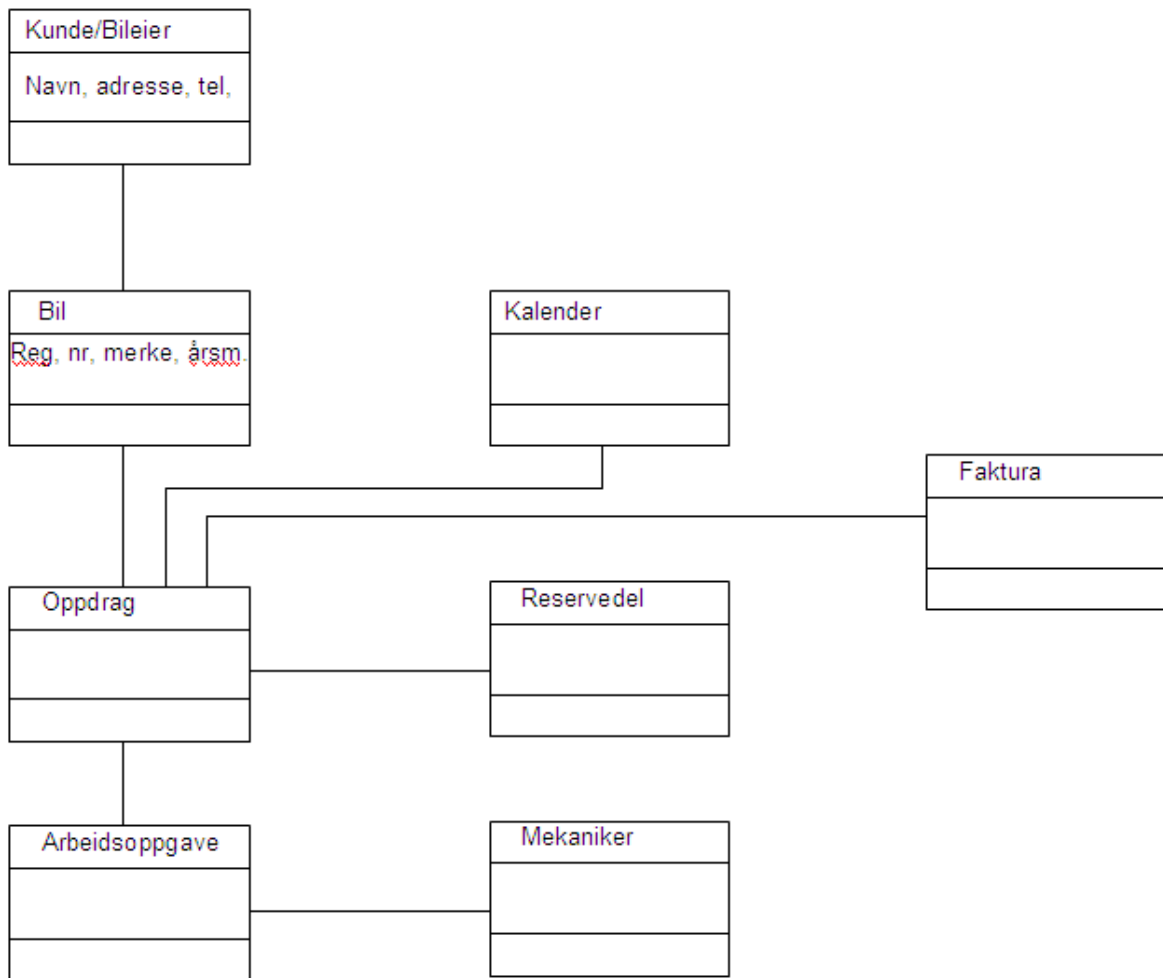 Kunde/Bileier
Navn, adresse, tel,
Bil
Reg, nr, merke, årsm.
Kalender
Faktura
Oppdrag
Reservedel
Arbeidsoppgave
Mekaniker